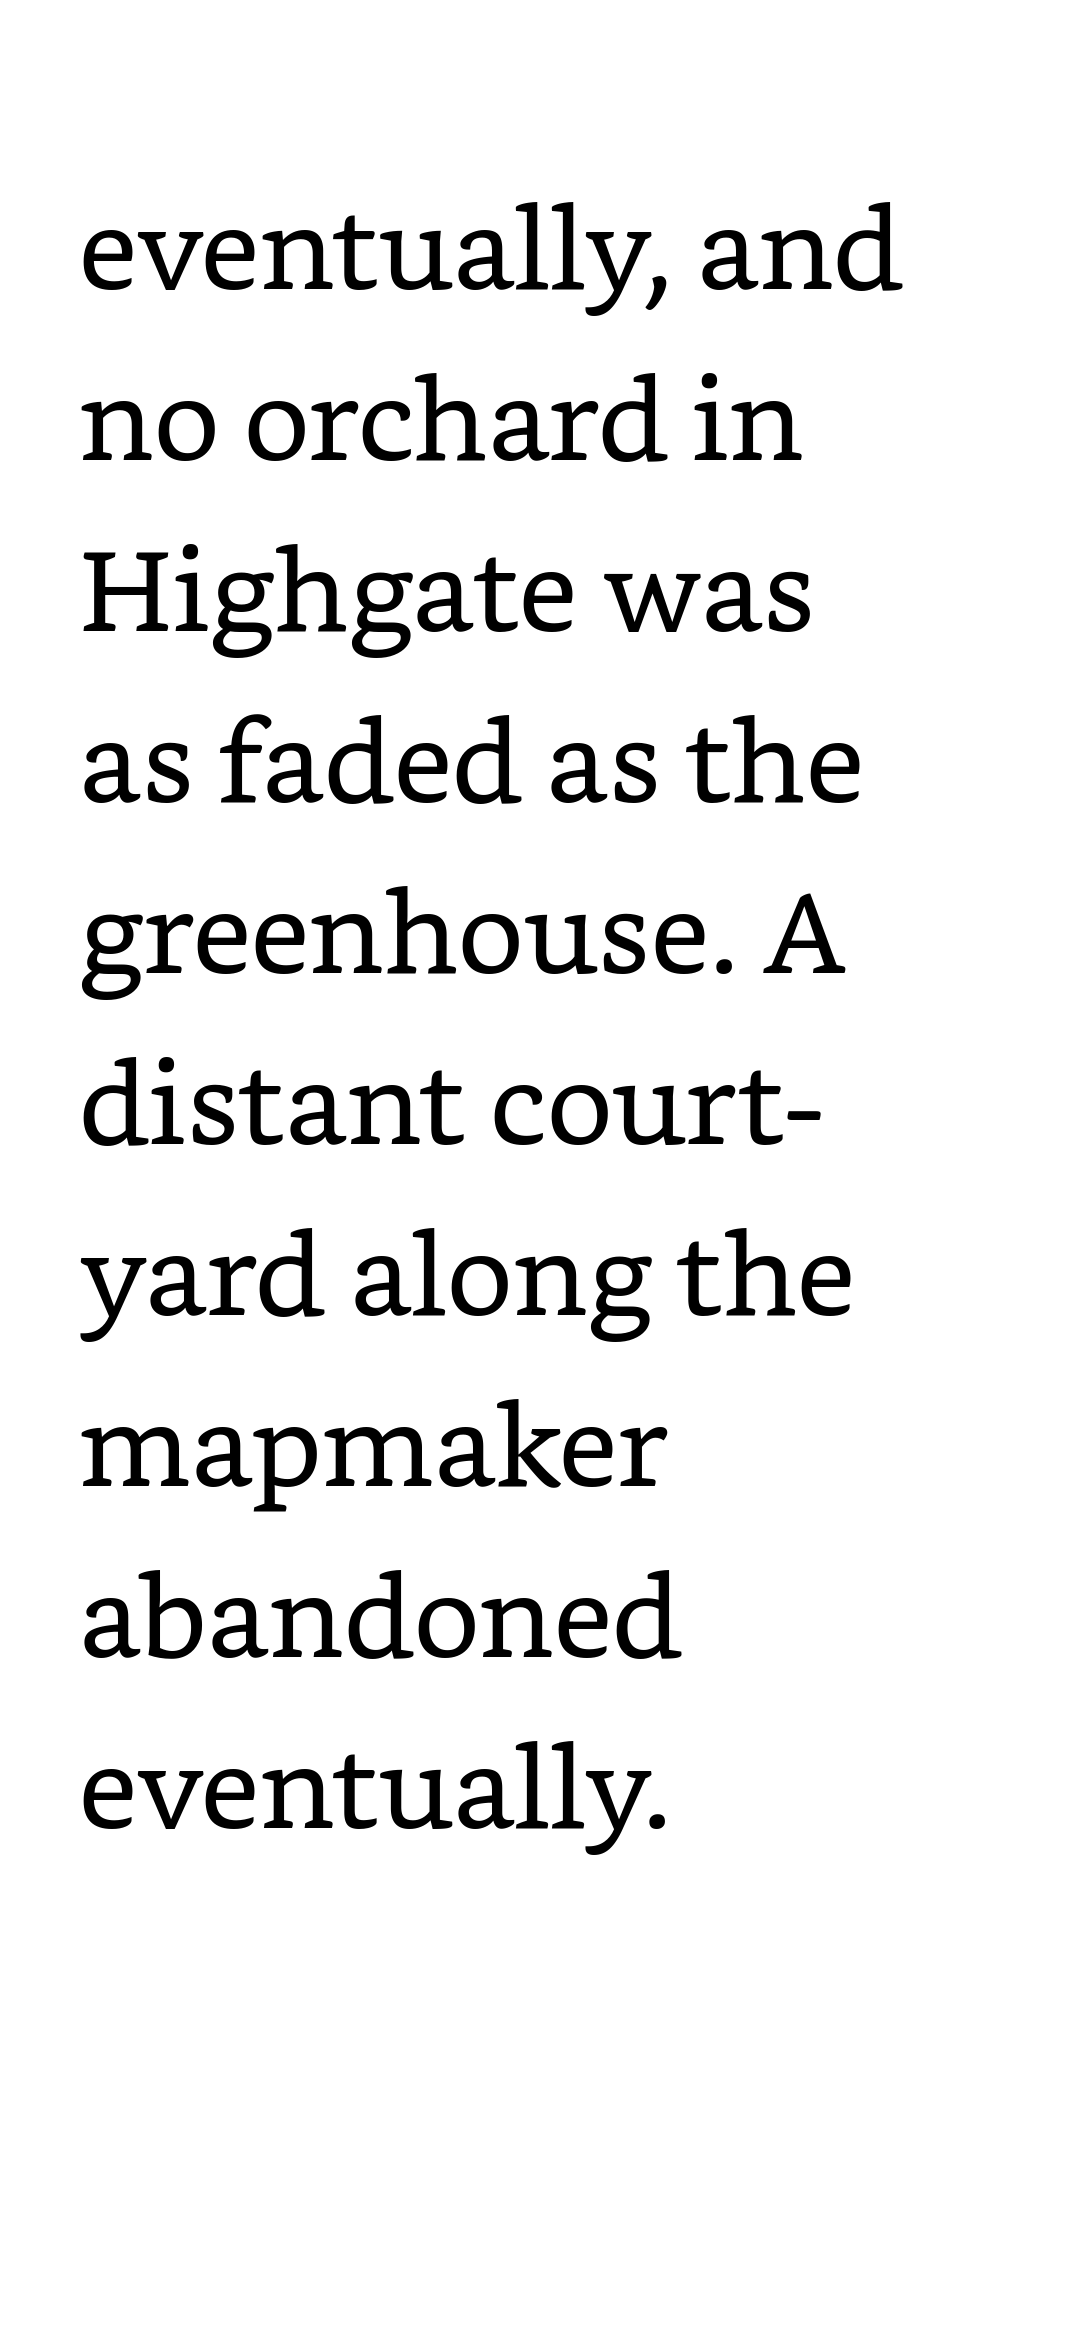 eventually, and
no orchard in
Highgate was
as faded as the
greenhouse. A
distant court-
yard along the
mapmaker
abandoned
eventually.